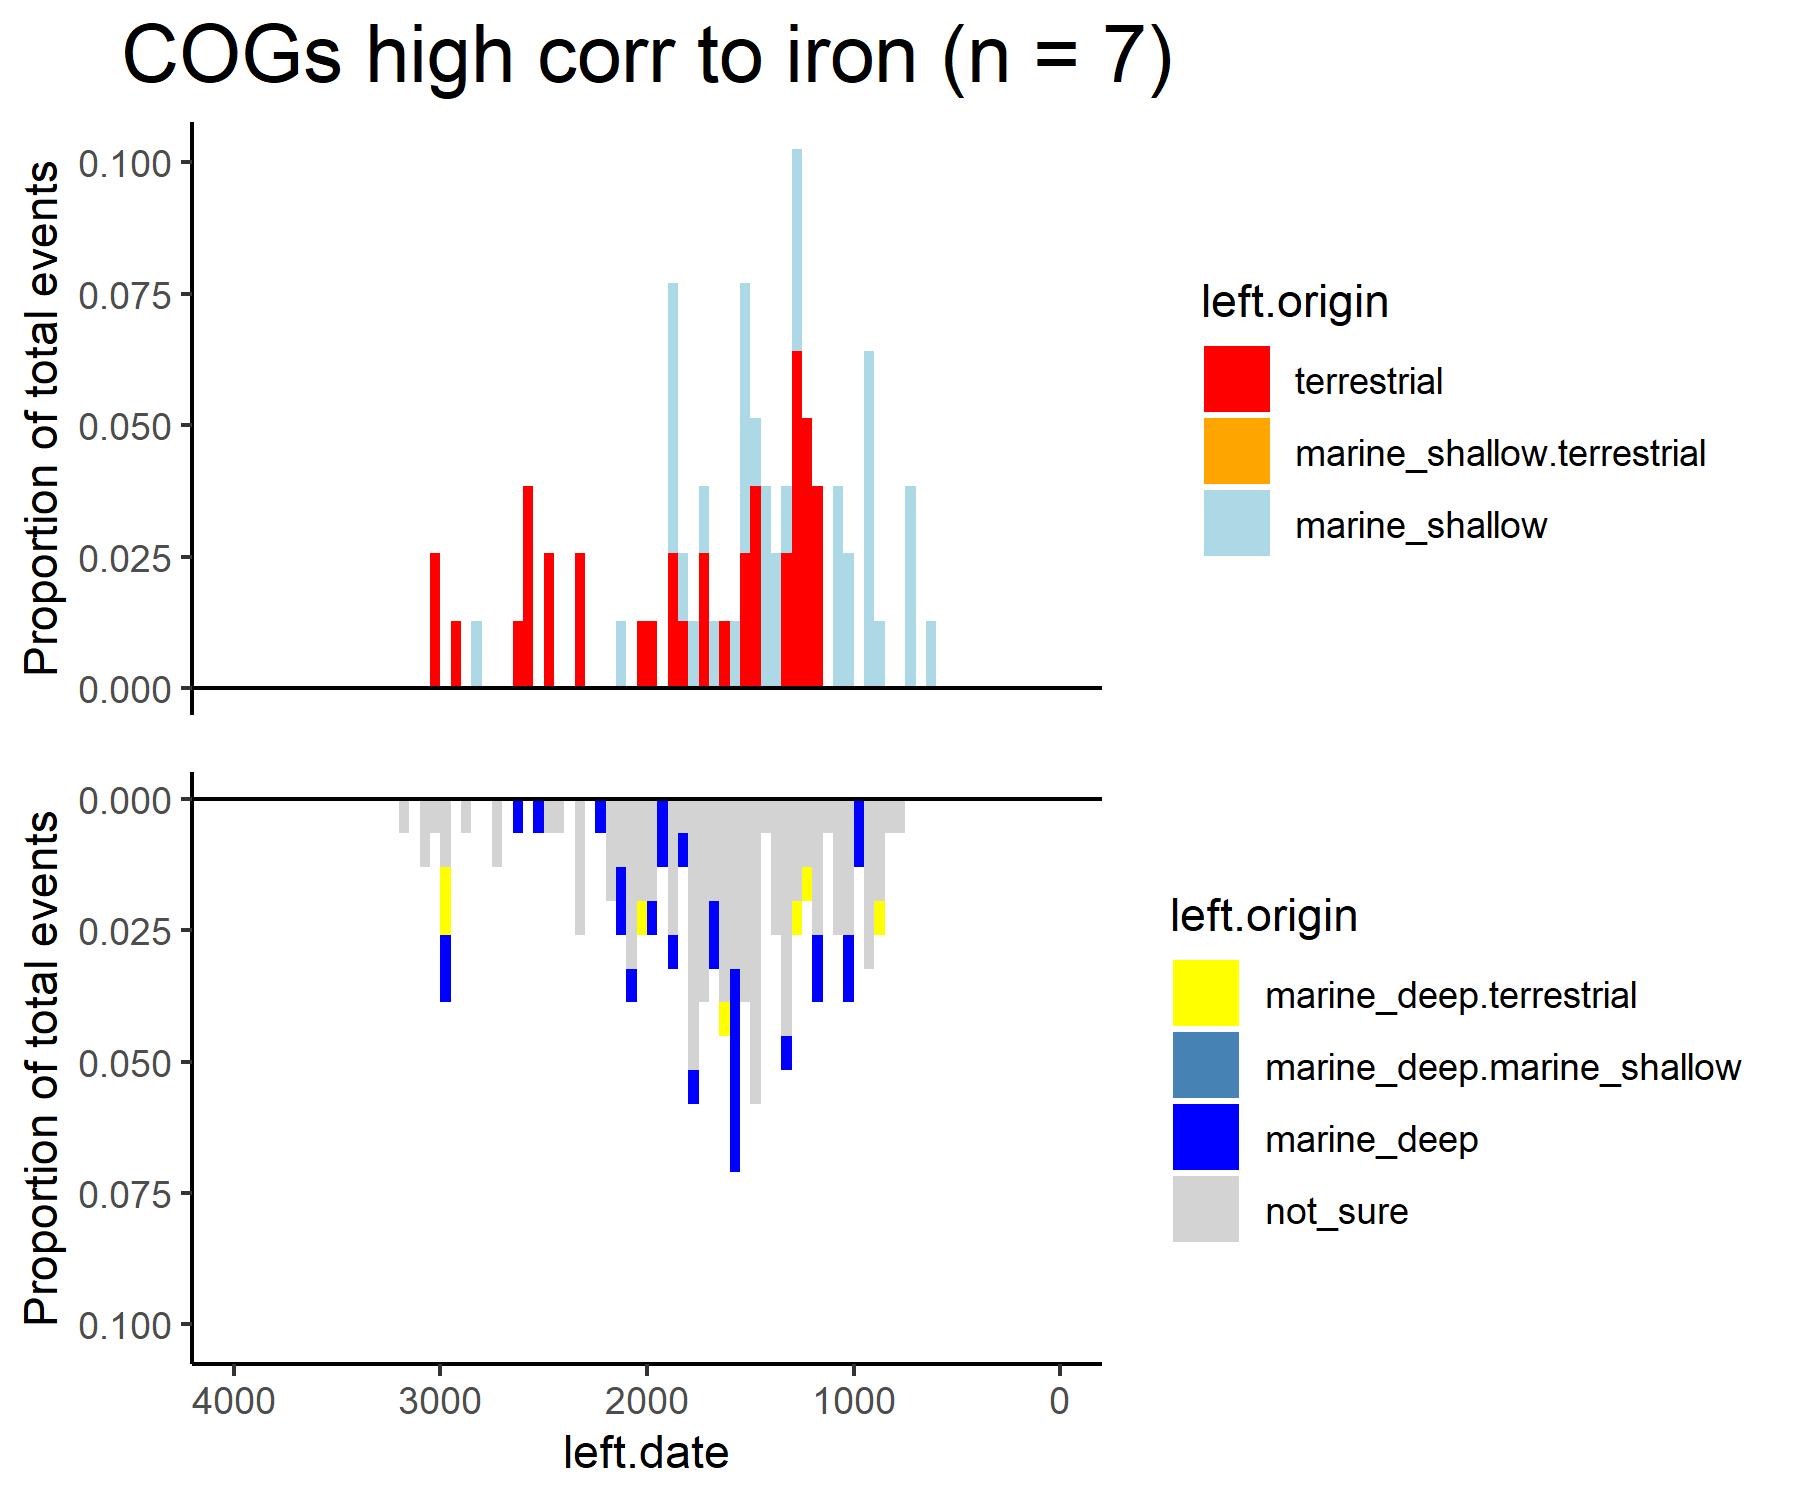 COGs high corr to iron (n = 7)
Proportion of total events
0.100
0.075
0.050
0.025
0.000
left.origin
terrestrial
marine_shallow.terrestrial
marine_shallow
Proportion of total events
0.000
0.025
0.050
0.075
0.100
left.origin
marine_deep.terrestrial
marine_deep.marine_shallow
marine_deep
not_sure
4000 3000 2000 1000 0
left.date